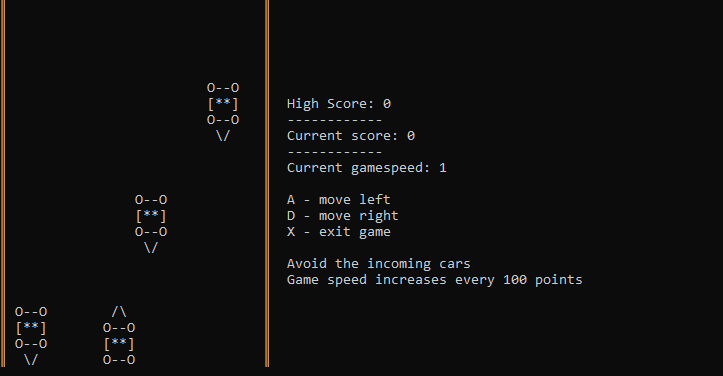 O--O
[**]
O--O
\/
High Score: 0
------------
Current score: 0
------------
Current gamespeed: 1
O--O
[**]
O--O
\/
A - move left
D - move right
X - exit game
Avoid the incoming cars
Game speed increases every 100 points
O--O /\
[**] O--O
O--O [**]
\/ O--O